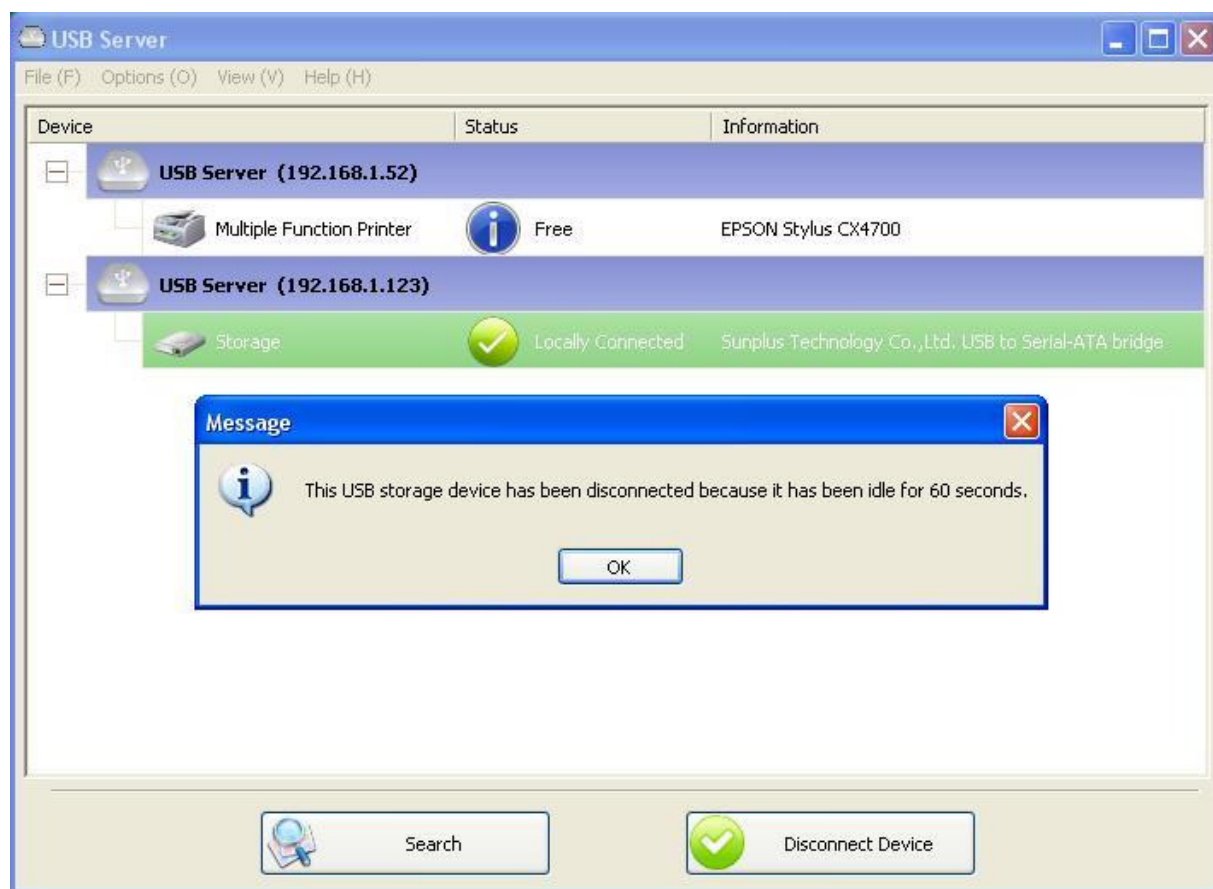 USB Server
File (F) Options (O) View (V) Help (H)
Device Status Information
USB Server (192.168.1.52)
Multiple Function Printer Free EPSON Stylus CX4700
USB Server (192.168.1.123)
Storage Locally Connected Sunplus Technology Co.,Ltd. USB to Serial-ATA bridge
Message
This USB storage device has been disconnected because it has been idle for 60 seconds.
OK
Search Disconnect Device